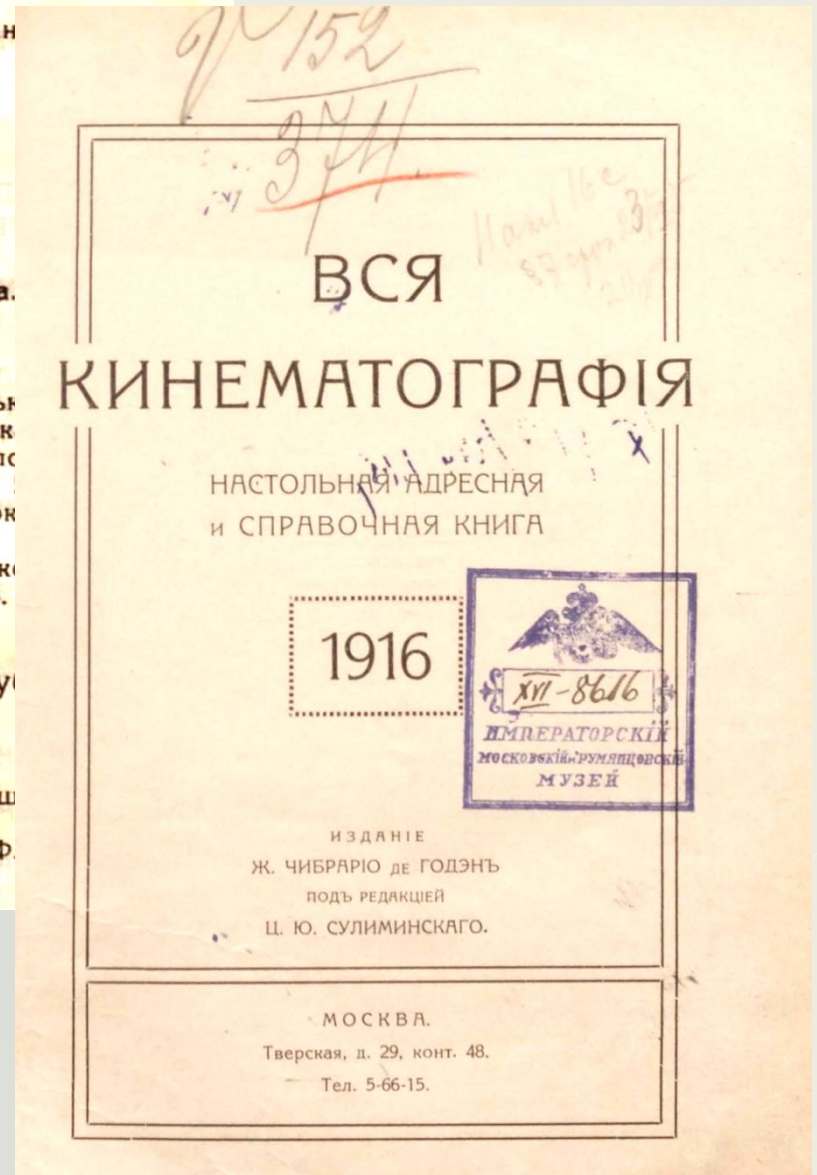 152
374.
ВСЯ
КИНЕМАТОГРАФІЯ
НАСТОЛЬНАЯ АДРЕСНАЯ
и СПРАВОЧНАЯ КНИГА
1916
XVI-8616
ИМПЕРАТОРСКІЙ
МОСКОВСКІЙ и РУМЯНЦОВСКІЙ
МУЗЕЙ
ИЗДАНІЕ
Ж. ЧИБРАРІО ДЕ ГОДЭНЪ
ПОДЪ РЕДАКЦІЕЙ
Ц. Ю. СУЛИМИНСКАГО.
МОСКВА.
Тверская, д. 29, конт. 48.
Тел. 5-66-15.